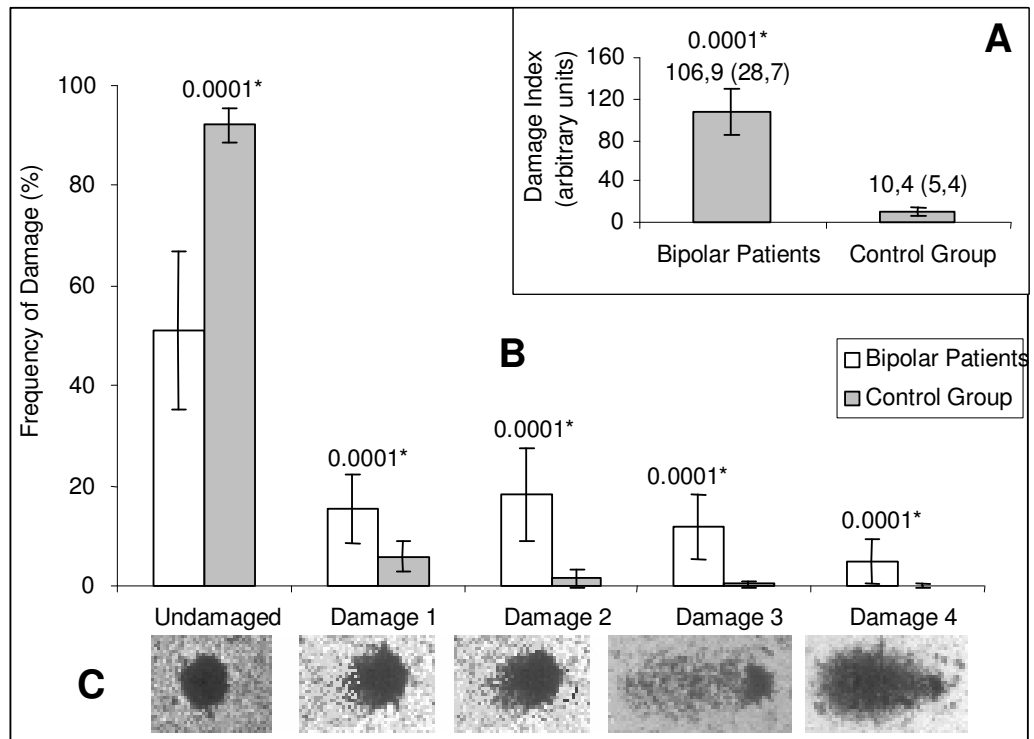 A
Damage Index
(arbitrary units)
160
120
80
40
0
0.0001*
106,9 (28,7)
10,4 (5,4)
Bipolar Patients
Control Group
B
Frequency of Damage (%)
100
80
60
40
20
0
0.0001*
0.0001*
0.0001*
0.0001*
0.0001*
Bipolar Patients
Control Group
Undamaged
Damage 1
Damage 2
Damage 3
Damage 4
C